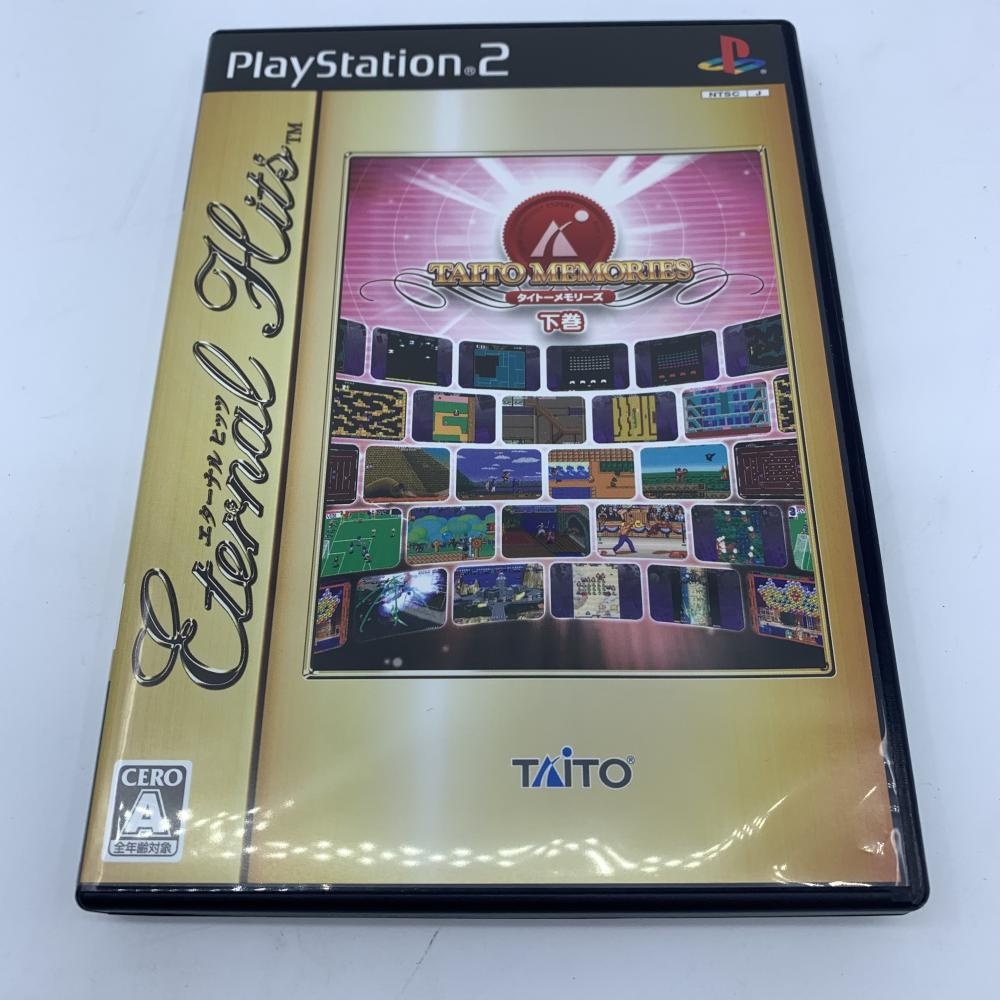 PlayStation®2
NTSC J
Eternal Hits™
エターナル ヒッツ
EXPERT
TAITO MEMORIES
タイトーメモリーズ
下巻
TAITO®
CERO
A
全年齢対象